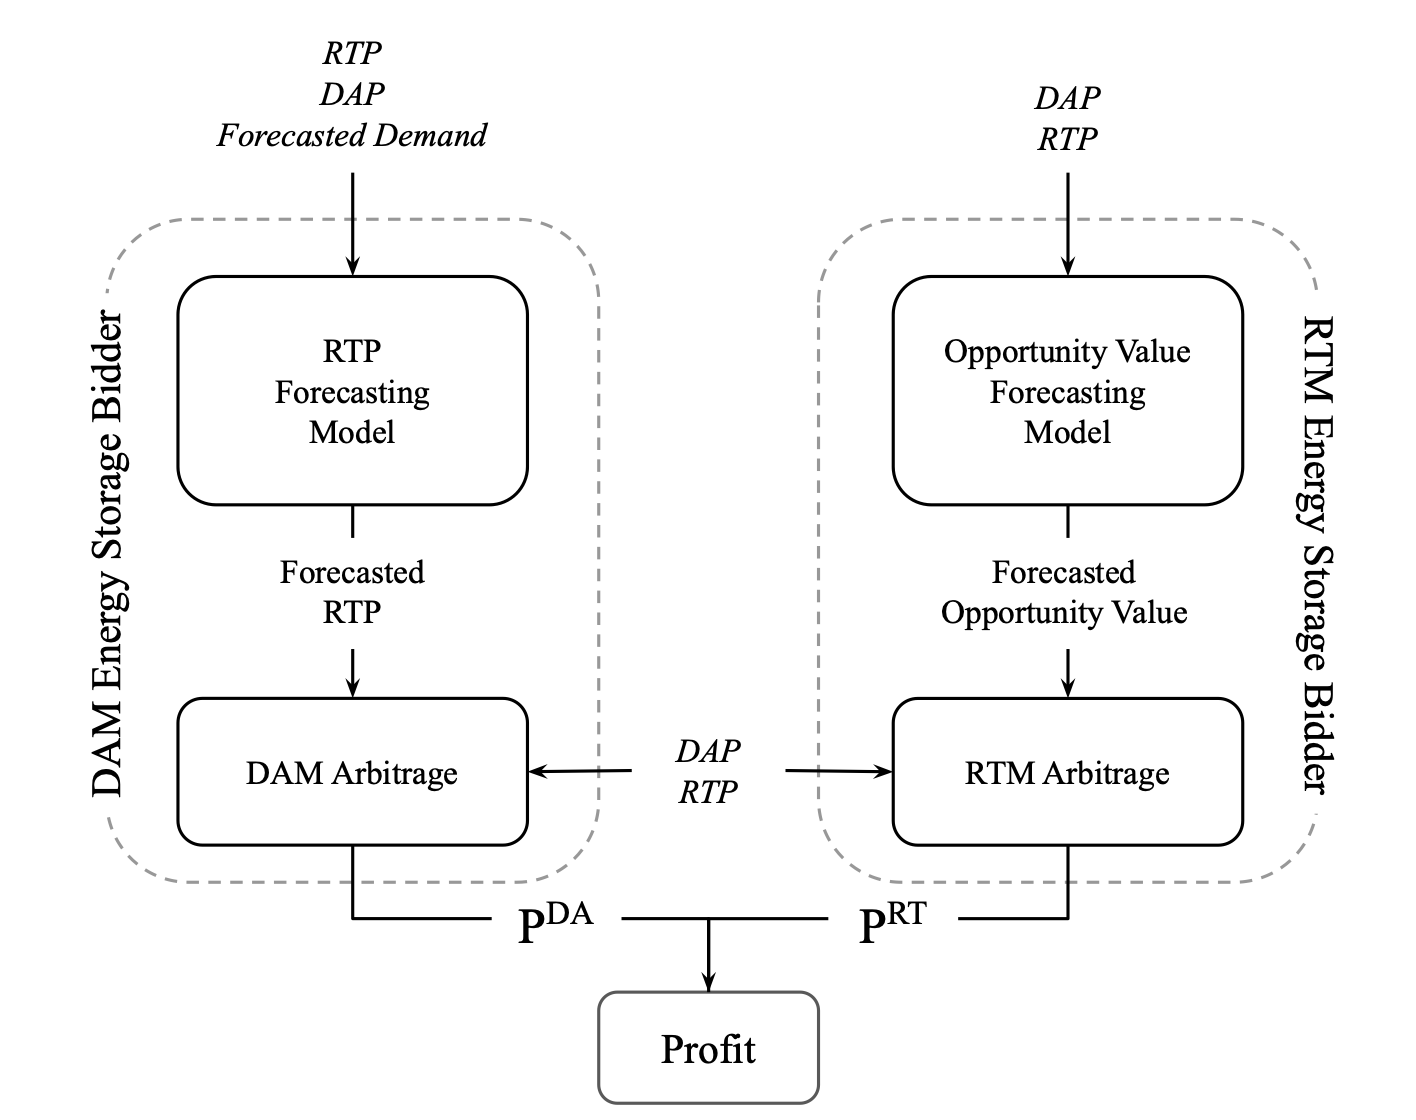 RTP
DAP
Forecasted Demand
DAP
RTP
DAM Energy Storage Bidder
RTP
Forecasting
Model
Forecasted
RTP
DAM Arbitrage
Opportunity Value
Forecasting
Model
Forecasted
Opportunity Value
RTM Arbitrage
RTM Energy Storage Bidder
DAP
RTP
P^DA
P^RT
Profit